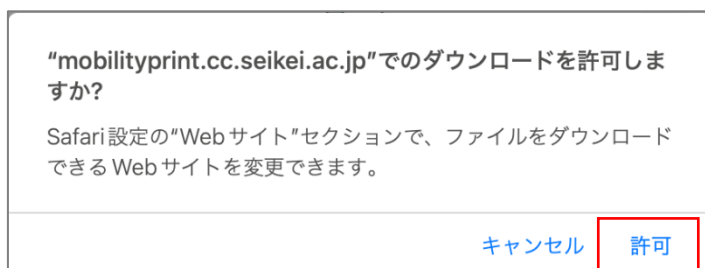 “mobilityprint.cc.seikei.ac.jp”でのダウンロードを許可しま
すか?
Safari設定の“Webサイト”セクションで、ファイルをダウンロード
できるWebサイトを変更できます。
キャンセル 許可